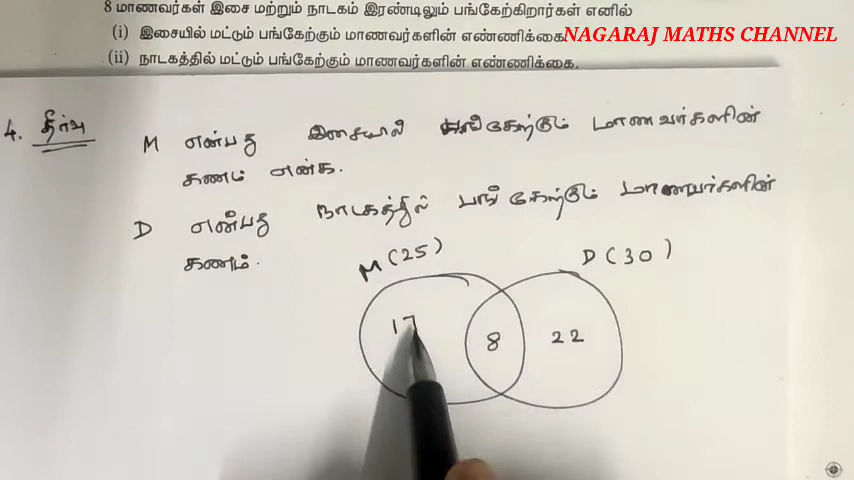 8 மாணவர்கள் இசை மற்றும் நாடகம் இரண்டிலும் பங்கேற்கிறார்கள் எனில்
(i) இசையில் மட்டும் பங்கேற்கும் மாணவர்களின் எண்ணிக்கை
NAGARAJ MATHS CHANNEL
(ii) நாடகத்தில் மட்டும் பங்கேற்கும் மாணவர்களின் எண்ணிக்கை.
4. தீர்வு
M என்பது இசையில் பங்கேற்கும் மாணவர்களின்
கணம் என்க.
D என்பது நாடகத்தில் பங்கேற்கும் மாணவர்களின்
கணம்.
M (25) D (30)
17 8 22